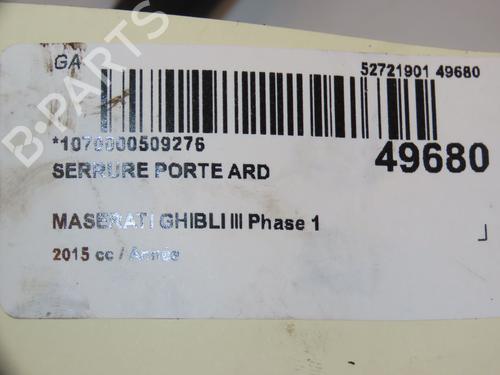 GA
52721901 49680
*1070000509276
49680
SERRURE PORTE ARD
MASERATI GHIBLI III Phase 1
2015 cc / Année
B-PARTS